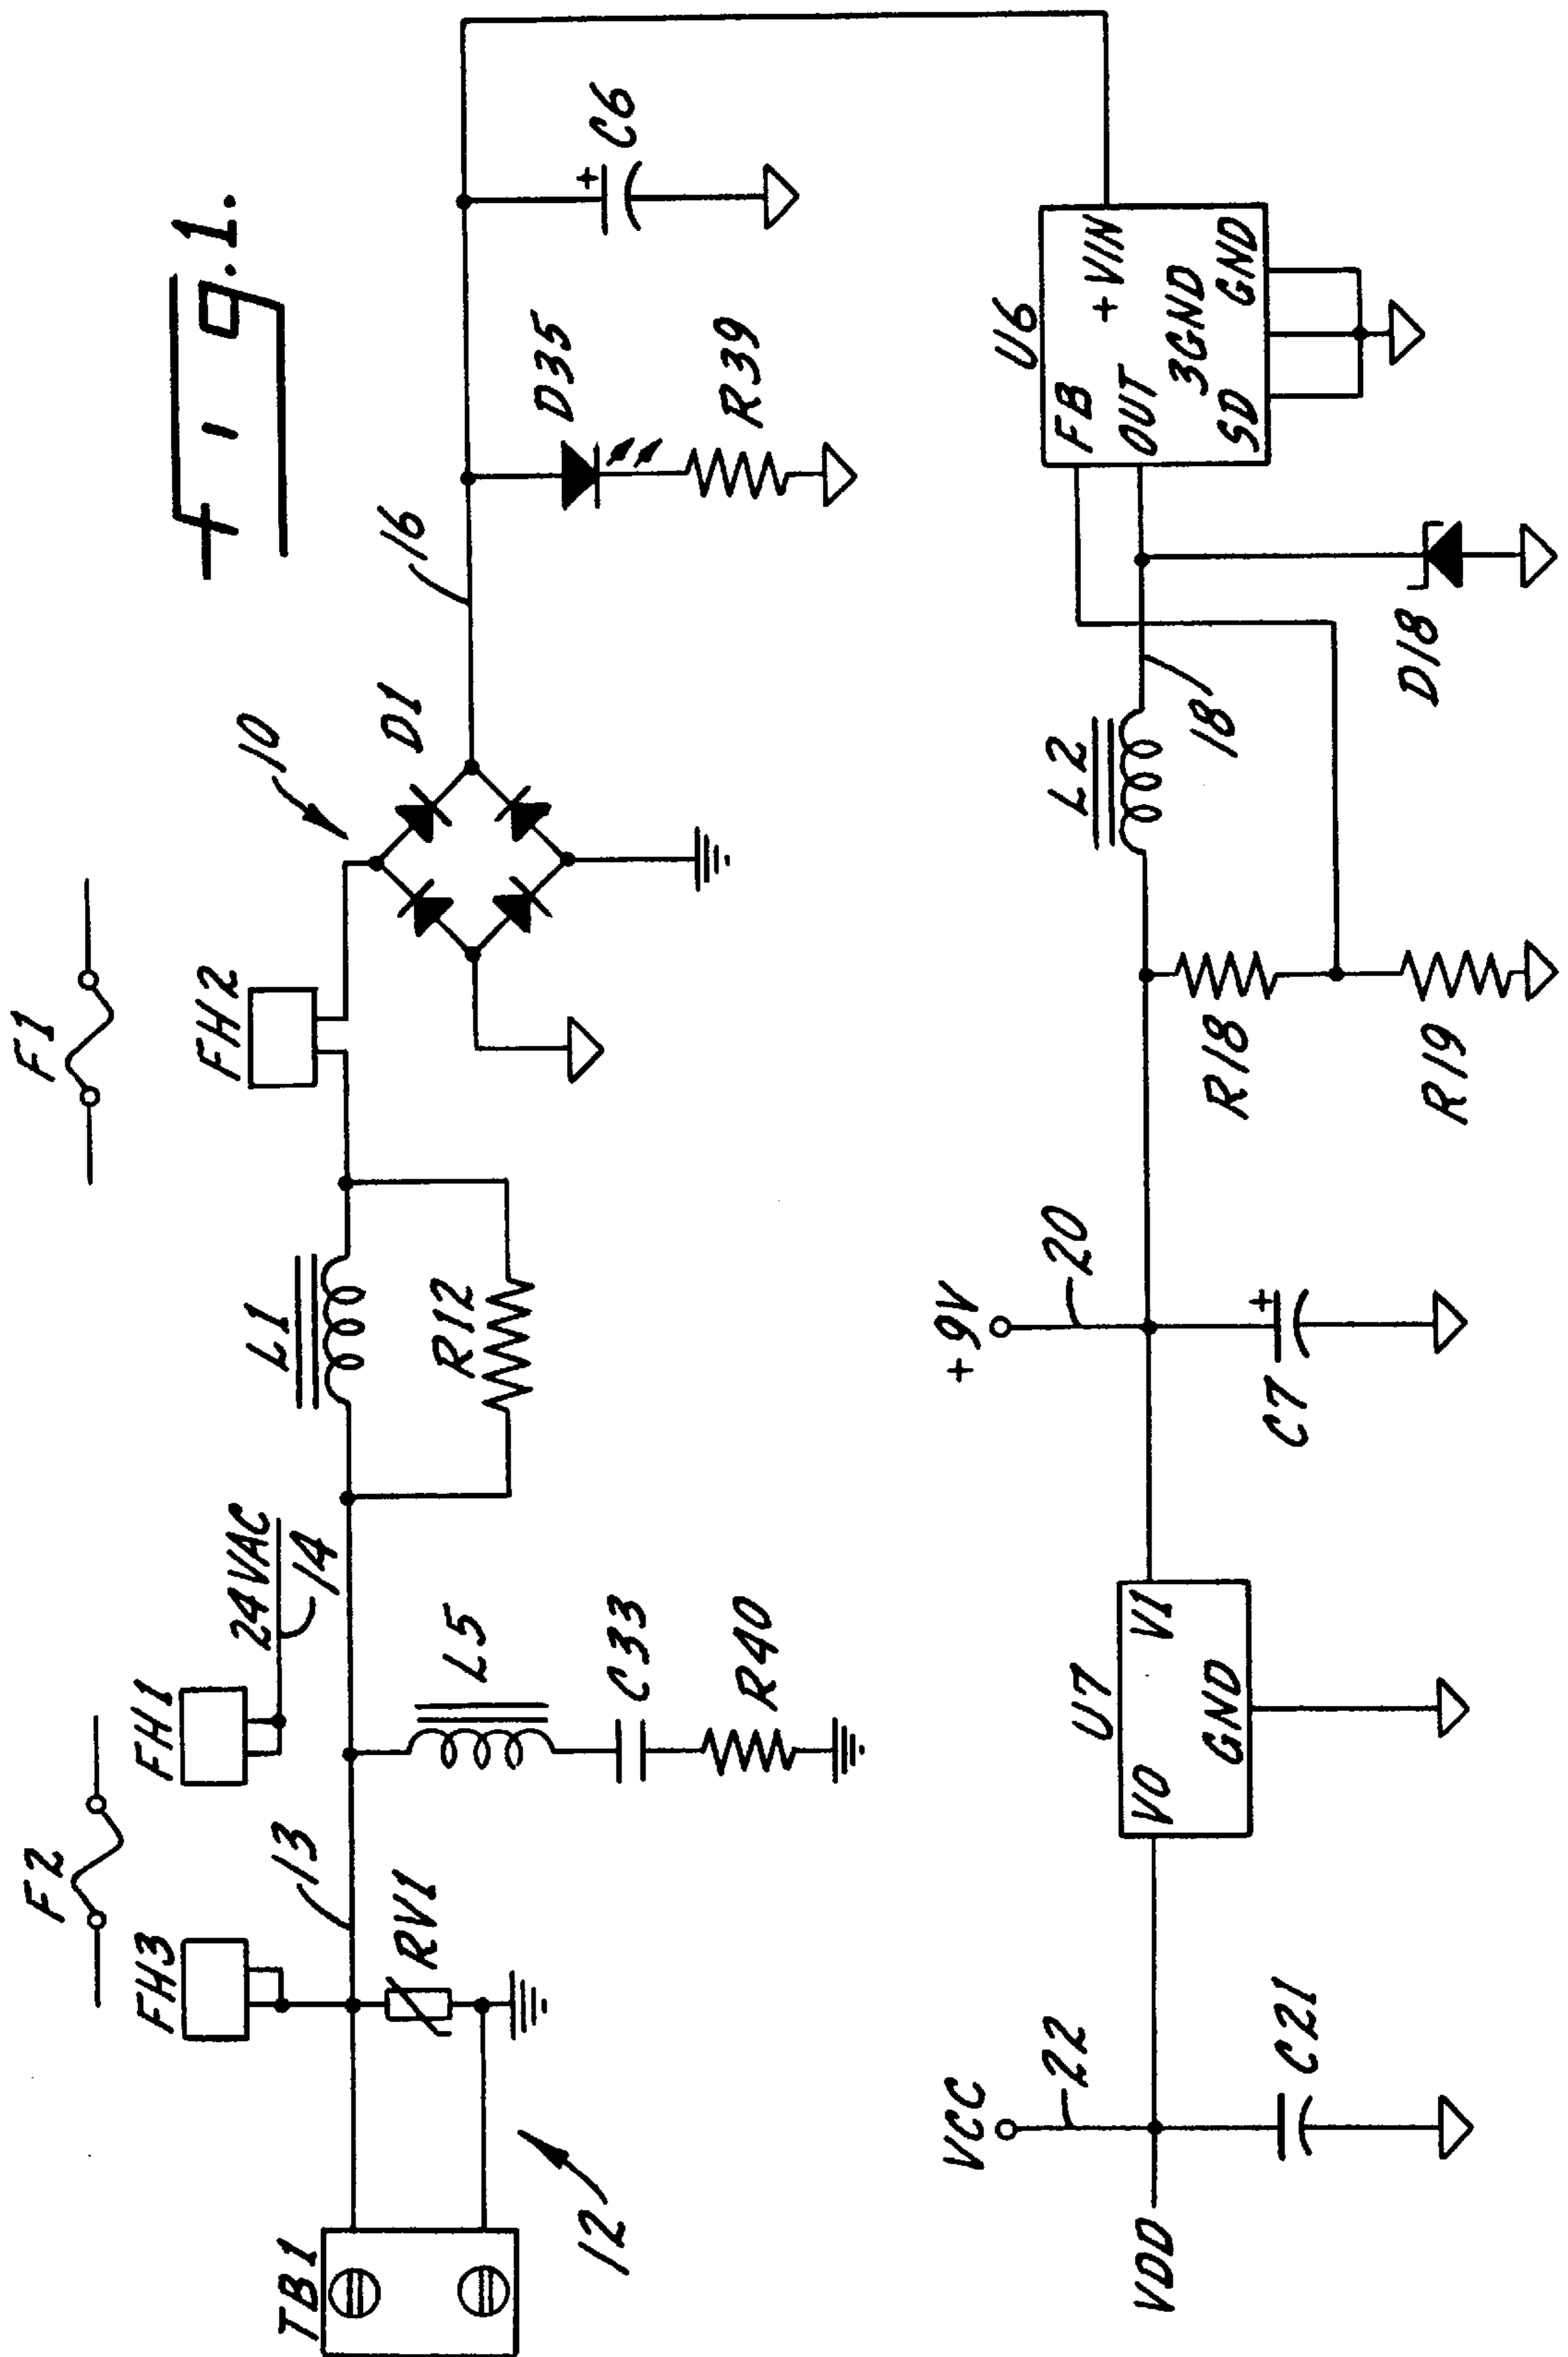 Fig. 1.
F2
F1
FH3
FH1
24VAC
14
FH2
10
TB1
13
L1
D1
16
RV1
L5
R12
D35
C6
12
C33
R39
R40
VCC
22
+9V
20
L2
U6
VDD
U7
VO
VI
GND
18
FB
+VIN
OUT
3GND
SD
GND
C21
C7
R18
R19
D18